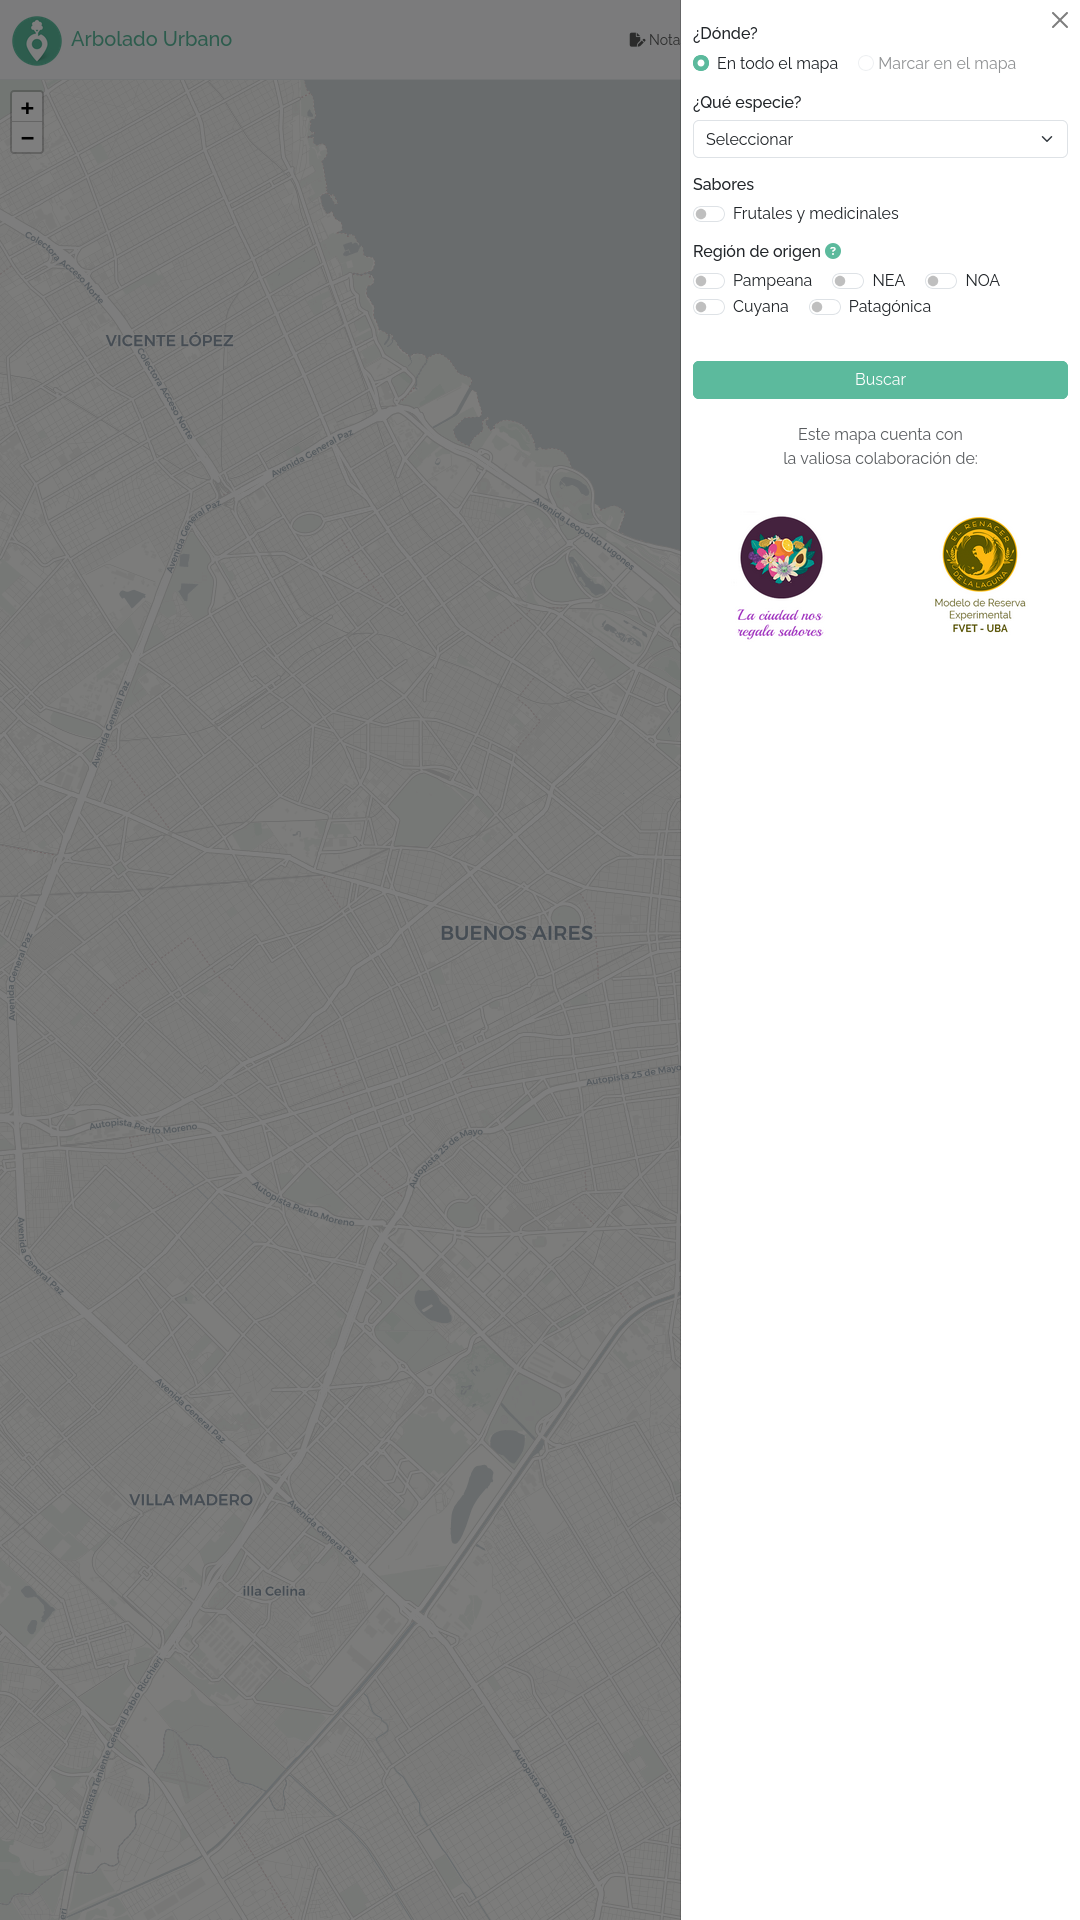 Arbolado Urbano
Nota
+
−
Colectora Acceso Norte
VICENTE LÓPEZ
Colectora Acceso Norte
Avenida General Paz
Avenida General Paz
Avenida Leopoldo Lugones
Avenida General Paz
BUENOS AIRES
Avenida General Paz
Autopista 25 de Mayo
Autopista Perito Moreno
Autopista 25 de Mayo
Autopista Perito Moreno
Avenida General Paz
Avenida General Paz
VILLA MADERO
Avenida General Paz
illa Celina
Autopista Teniente General Pablo Ricchieri
Autopista Camino Negro
¿Dónde?
En todo el mapa
Marcar en el mapa
¿Qué especie?
Seleccionar
Sabores
Frutales y medicinales
Región de origen ?
Pampeana NEA NOA
Cuyana Patagónica
Buscar
Este mapa cuenta con
la valiosa colaboración de:
La ciudad nos
regala sabores
EL RENACER
DE LA LAGUNA
Modelo de Reserva
Experimental
FVET - UBA